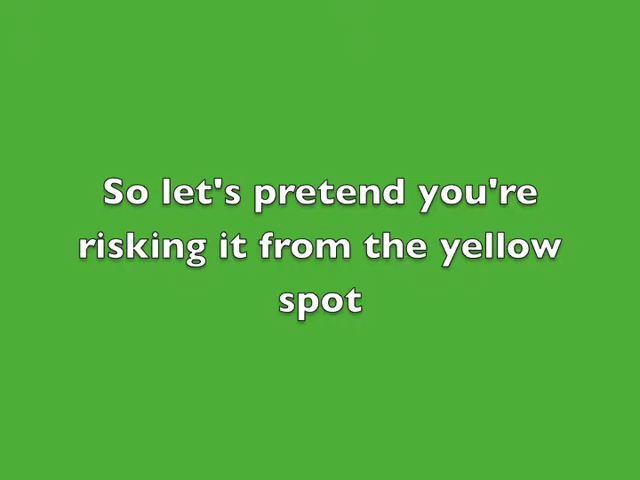 So let's pretend you're
risking it from the yellow
spot